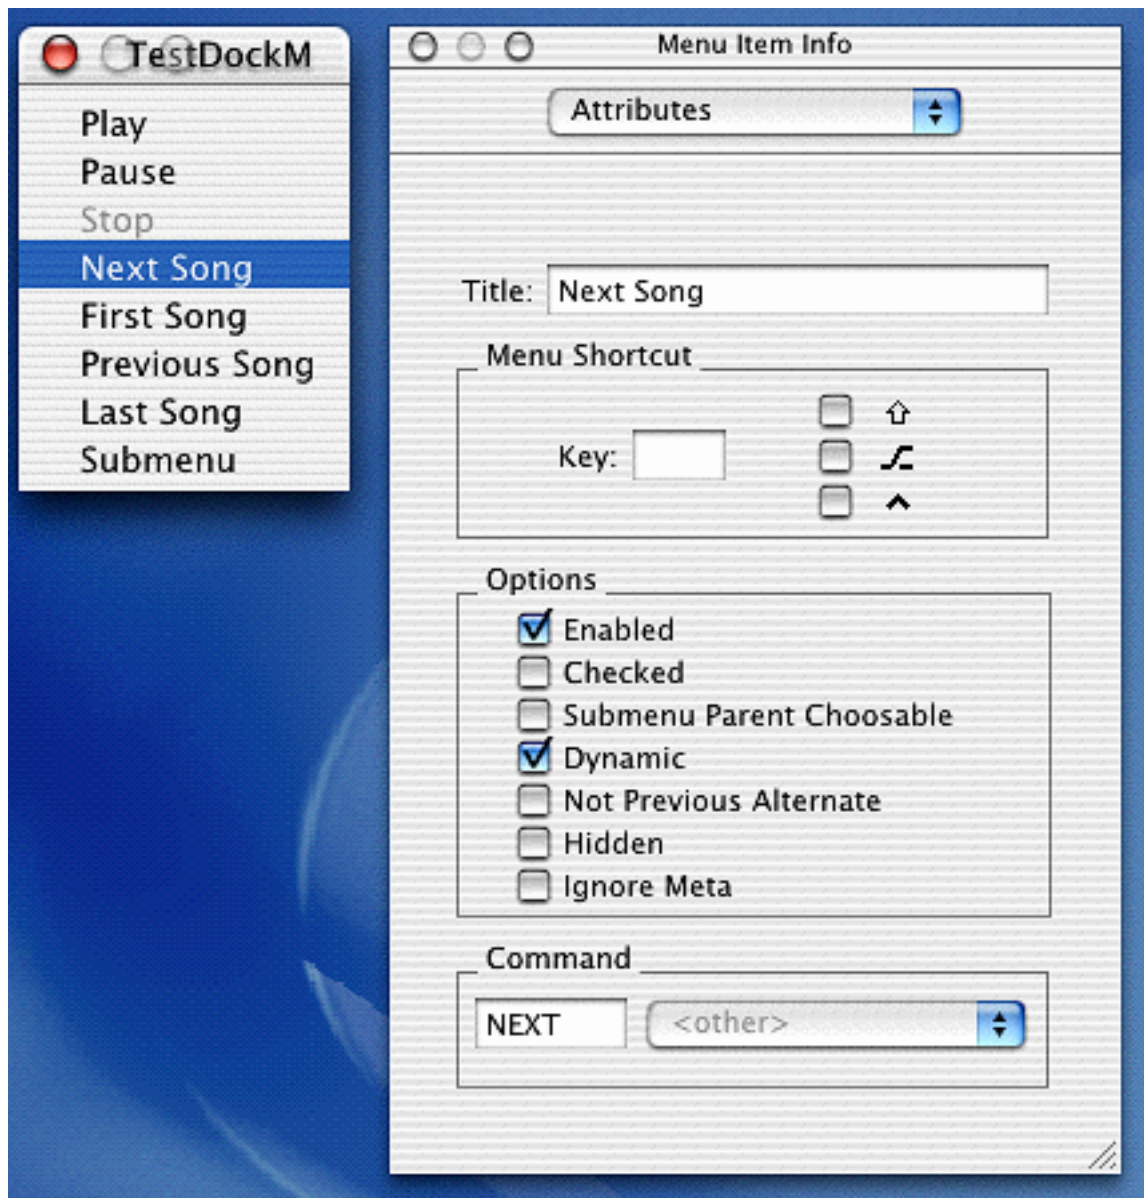 TestDockM
Play
Pause
Stop
Next Song
First Song
Previous Song
Last Song
Submenu
Menu Item Info
Attributes
Title: Next Song
Menu Shortcut
Key:
Options
Enabled
Checked
Submenu Parent Choosable
Dynamic
Not Previous Alternate
Hidden
Ignore Meta
Command
NEXT <other>